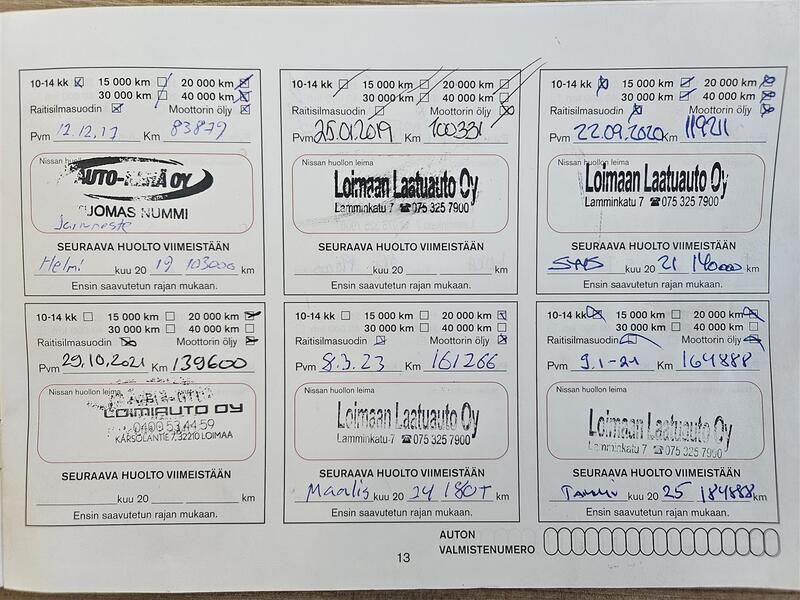 10-14 kk 15 000 km 20 000 km
30 000 km 40 000 km
Raitisilmasuodin Moottorin öljy
Pvm 12.12.17 Km 83879
Nissan huollon leima
AUTO- OY
TUOMAS NUMMI
SEURAAVA HUOLTO VIIMEISTÄÄN
Helmi kuu 20 19 103000 km
Ensin saavutetun rajan mukaan.
10-14 kk 15 000 km 20 000 km
30 000 km 40 000 km
Raitisilmasuodin Moottorin öljy
Pvm 25.01.2019 Km 100331
Nissan huollon leima
Loimaan Laatuauto Oy
Lamminkatu 7 ☎075 325 7900
SEURAAVA HUOLTO VIIMEISTÄÄN
kuu 20 km
Ensin saavutetun rajan mukaan.
10-14 kk 15 000 km 20 000 km
30 000 km 40 000 km
Raitisilmasuodin Moottorin öljy
Pvm 22.09.2020 Km 119211
Nissan huollon leima
Loimaan Laatuauto Oy
Lamminkatu 7 ☎075 325 7900
SEURAAVA HUOLTO VIIMEISTÄÄN
kuu 20 21 140000 km
Ensin saavutetun rajan mukaan.
10-14 kk 15 000 km 20 000 km
30 000 km 40 000 km
Raitisilmasuodin Moottorin öljy
Pvm 29.10.2021 Km 139600
Nissan huollon leima
LOIMIAUTO OY
0400 534459
KARSOLANTIE 7, 32210 LOIMAA
SEURAAVA HUOLTO VIIMEISTÄÄN
kuu 20 km
Ensin saavutetun rajan mukaan.
10-14 kk 15 000 km 20 000 km
30 000 km 40 000 km
Raitisilmasuodin Moottorin öljy
Pvm 8.3.23 Km 161266
Nissan huollon leima
Loimaan Laatuauto Oy
Lamminkatu 7 ☎075 325 7900
SEURAAVA HUOLTO VIIMEISTÄÄN
Maalis kuu 20 24 180T km
Ensin saavutetun rajan mukaan.
10-14 kk 15 000 km 20 000 km
30 000 km 40 000 km
Raitisilmasuodin Moottorin öljy
Pvm 9.1-24 Km 164888
Nissan huollon leima
Loimaan Laatuauto Oy
Lamminkatu 7 ☎075 325 7900
SEURAAVA HUOLTO VIIMEISTÄÄN
Tammi kuu 20 25 184888 km
Ensin saavutetun rajan mukaan.
AUTON
VALMISTENUMERO
13